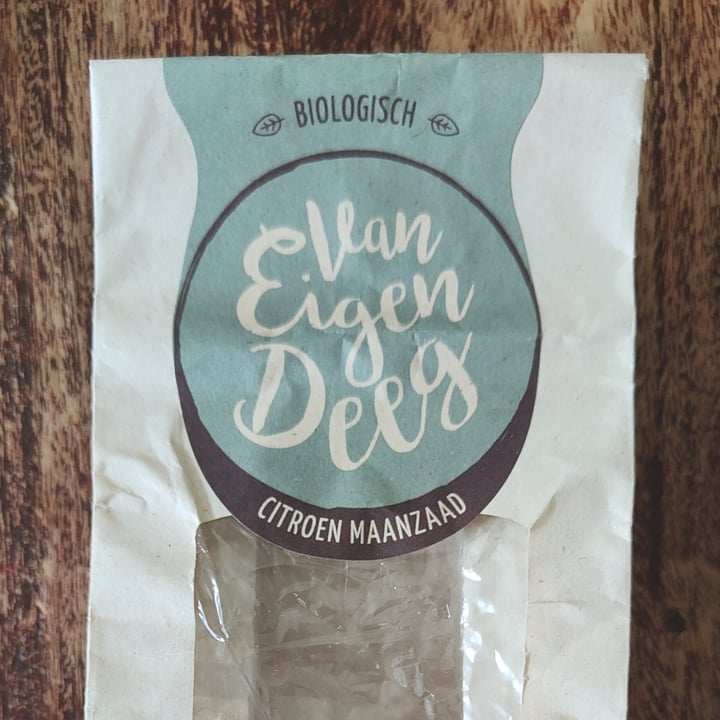 BIOLOGISCH
Van
Eigen
Deeg
CITROEN MAANZAAD